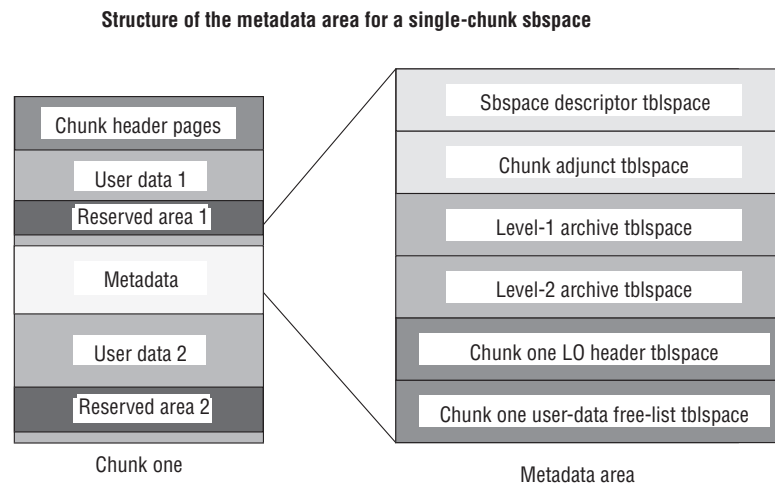 Structure of the metadata area for a single-chunk sbspace
Chunk header pages
User data 1
Reserved area 1
Metadata
User data 2
Reserved area 2
Chunk one
Sbspace descriptor tblspace
Chunk adjunct tblspace
Level-1 archive tblspace
Level-2 archive tblspace
Chunk one LO header tblspace
Chunk one user-data free-list tblspace
Metadata area